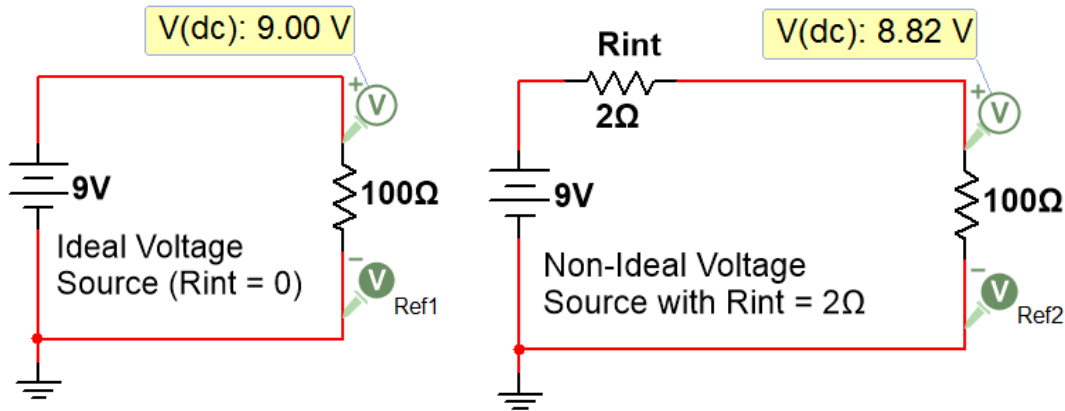 V(dc): 9.00 V
+
V
9V
100Ω
Ideal Voltage
Source (Rint = 0)
−
V
Ref1
V(dc): 8.82 V
Rint
2Ω
+
V
9V
100Ω
Non-Ideal Voltage
Source with Rint = 2Ω
−
V
Ref2